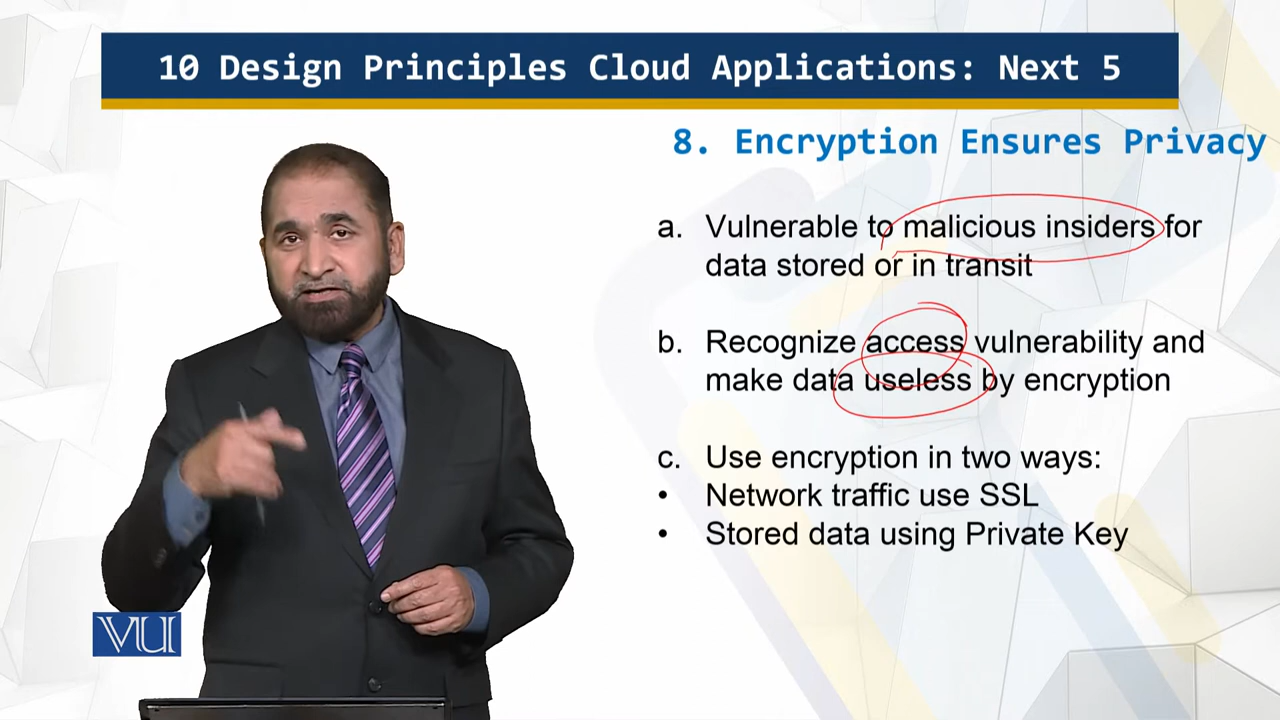 10 Design Principles Cloud Applications: Next 5
8. Encryption Ensures Privacy
a. Vulnerable to malicious insiders for
data stored or in transit
b. Recognize access vulnerability and
make data useless by encryption
c. Use encryption in two ways:
• Network traffic use SSL
• Stored data using Private Key
VU